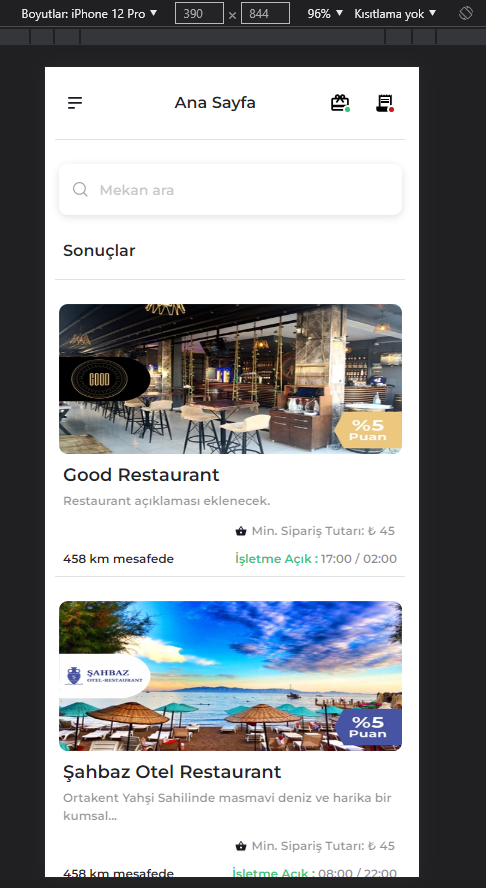 Boyutlar: iPhone 12 Pro ▼ 390 × 844 96% ▼ Kısıtlama yok ▼
Ana Sayfa
Mekan ara
Sonuçlar
GOOD
%5
Puan
Good Restaurant
Restaurant açıklaması eklenecek.
Min. Sipariş Tutarı: ₺ 45
458 km mesafede İşletme Açık : 17:00 / 02:00
ŞAHBAZ
OTEL-RESTAURANT
%5
Puan
Şahbaz Otel Restaurant
Ortakent Yahşi Sahilinde masmavi deniz ve harika bir
kumsal...
Min. Sipariş Tutarı: ₺ 45
458 km mesafede İşletme Açık : 08:00 / 22:00